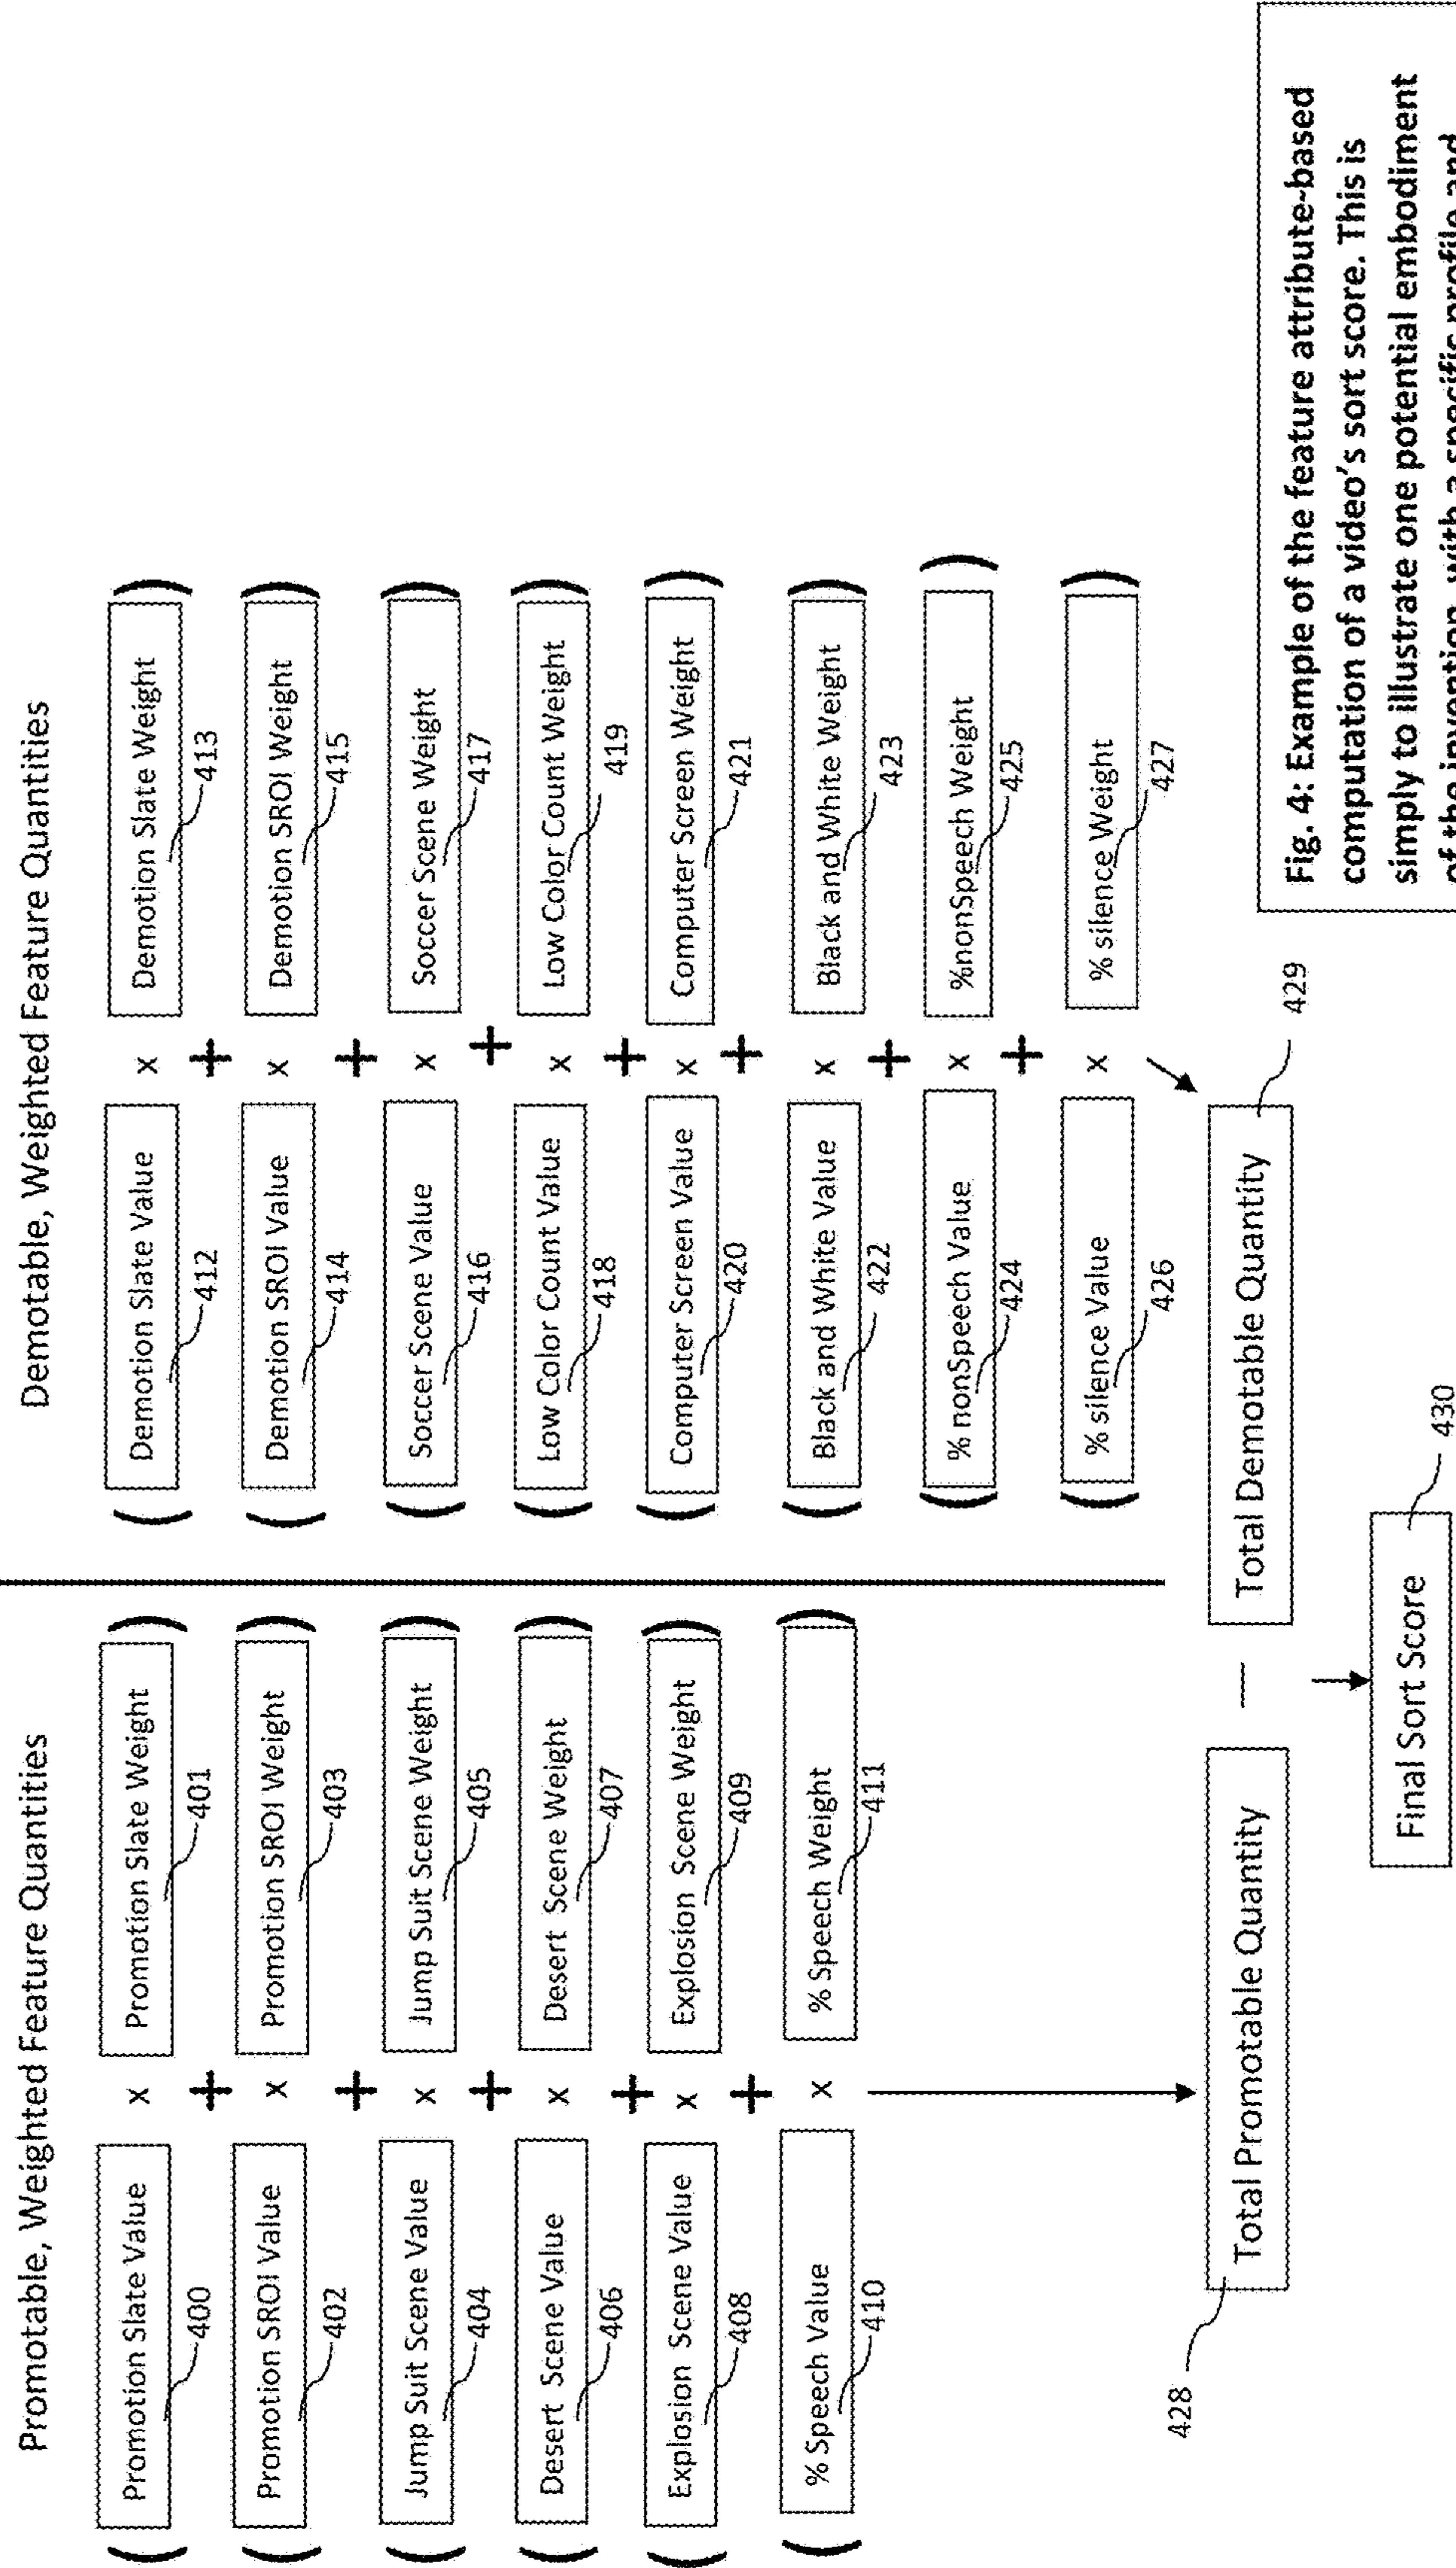 Promotable, Weighted Feature Quantities
Promotion Slate Value x Promotion Slate Weight
400 401
+
Promotion SROI Value x Promotion SROI Weight
402 403
+
Jump Suit Scene Value x Jump Suit Scene Weight
404 405
+
Desert Scene Value x Desert Scene Weight
406 407
+
Explosion Scene Value x Explosion Scene Weight
408 409
+
% Speech Value x % Speech Weight
410 411
Demotable, Weighted Feature Quantities
Demotion Slate Value x Demotion Slate Weight
412 413
+
Demotion SROI Value x Demotion SROI Weight
414 415
+
Soccer Scene Value x Soccer Scene Weight
416 417
+
Low Color Count Value x Low Color Count Weight
418 419
+
Computer Screen Value x Computer Screen Weight
420 421
+
Black and White Value x Black and White Weight
422 423
+
% nonSpeech Value x %nonSpeech Weight
424 425
+
% silence Value x % silence Weight
426 427
428 Total Promotable Quantity — Total Demotable Quantity 429
Final Sort Score 430
Fig. 4: Example of the feature attribute-based
computation of a video's sort score. This is
simply to illustrate one potential embodiment
of the invention, with a specific profile and